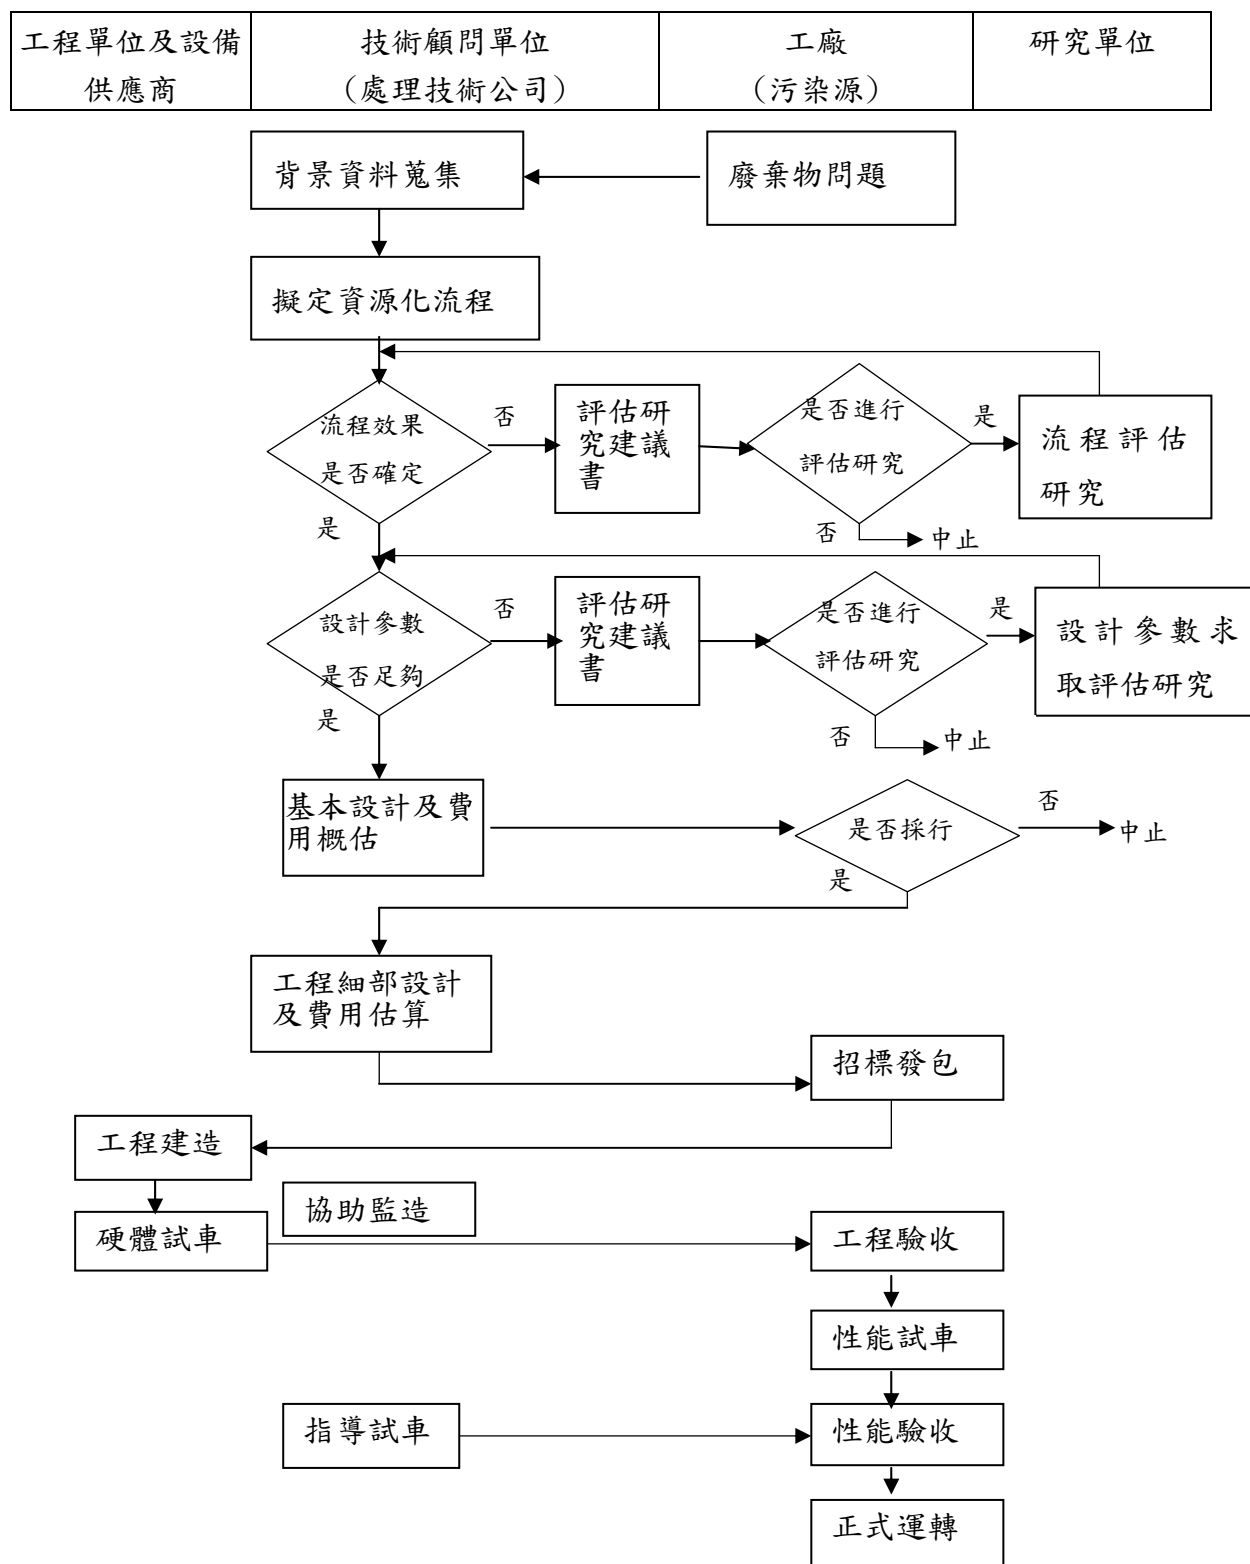 工程單位及設備
供應商
技術顧問單位
(處理技術公司)
工廠
(污染源)
研究單位
背景資料蒐集
廢棄物問題
擬定資源化流程
流程效果
是否確定
否
評估研
究建議
書
是否進行
評估研究
是
流程評估
研究
是
否
中止
設計參數
是否足夠
否
評估研
究建議
書
是否進行
評估研究
是
設計參數求
取評估研究
是
否
中止
基本設計及費
用概估
是否採行
否
中止
是
工程細部設計
及費用估算
招標發包
工程建造
協助監造
硬體試車
工程驗收
性能試車
指導試車
性能驗收
正式運轉